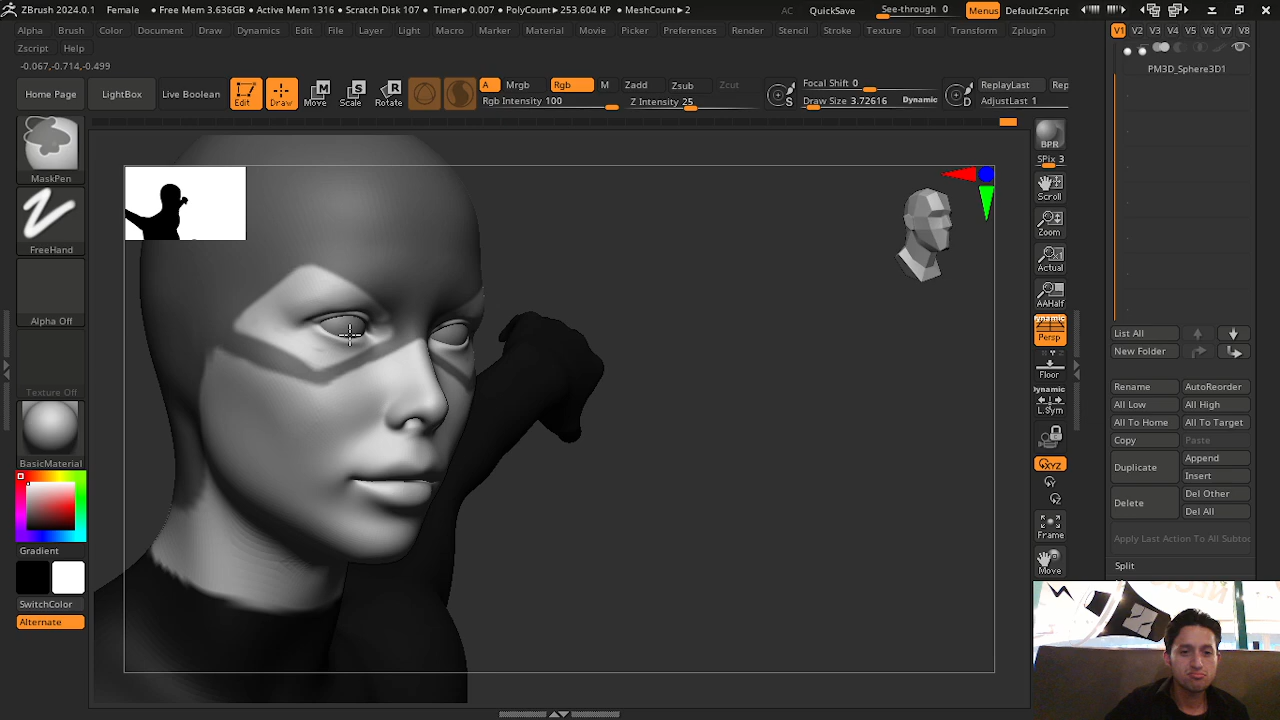 ZBrush 2024.0.1 Female • Free Mem 3.636GB • Active Mem 1316 • Scratch Disk 107 • Timer▸0.007 • PolyCount▸253.604 KP • MeshCount▸2 AC QuickSave See-through 0 Menus DefaultZScript
Alpha Brush Color Document Draw Dynamics Edit File Layer Light Macro Marker Material Movie Picker Preferences Render Stencil Stroke Texture Tool Transform Zplugin V1 V2 V3 V4 V5 V6 V7 V8
Zscript Help
-0.067,-0.714,-0.499
PM3D_Sphere3D1
Home Page LightBox Live Boolean Edit Draw Move Scale Rotate
A Mrgb Rgb M Zadd Zsub Zcut Focal Shift 0 ReplayLast Rep
Rgb Intensity 100 Z Intensity 25 S Draw Size 3.72616 Dynamic D AdjustLast 1
MaskPen
FreeHand
Alpha Off
Texture Off
BasicMaterial
Gradient
SwitchColor
Alternate
BPR
SPix 3
Scroll
Zoom
Actual
AAHalf
Dynamic
Persp
Floor
Dynamic
L.Sym
XYZ
Y
Z
Frame
Move
List All
New Folder
Rename AutoReorder
All Low All High
All To Home All To Target
Copy Paste
Duplicate Append
Insert
Delete Del Other
Del All
Apply Last Action To All Subtoo
Split